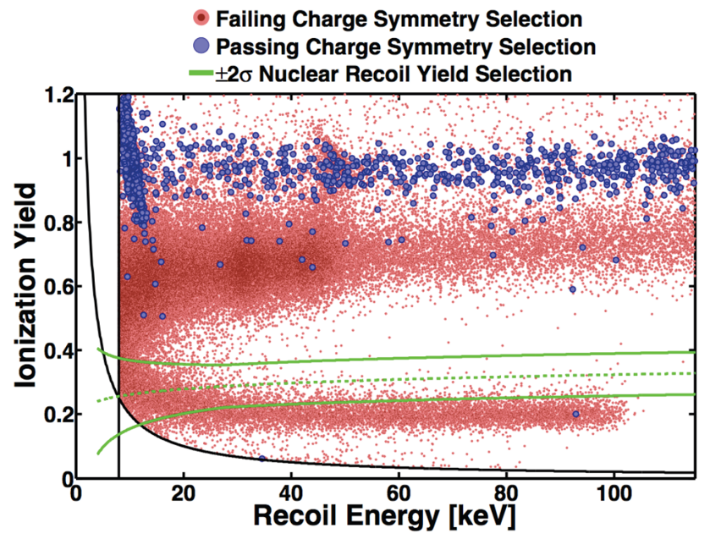 Failing Charge Symmetry Selection
Passing Charge Symmetry Selection
±2σ Nuclear Recoil Yield Selection
1.2
1
0.8
0.6
0.4
0.2
0
Ionization Yield
0 20 40 60 80 100
Recoil Energy [keV]